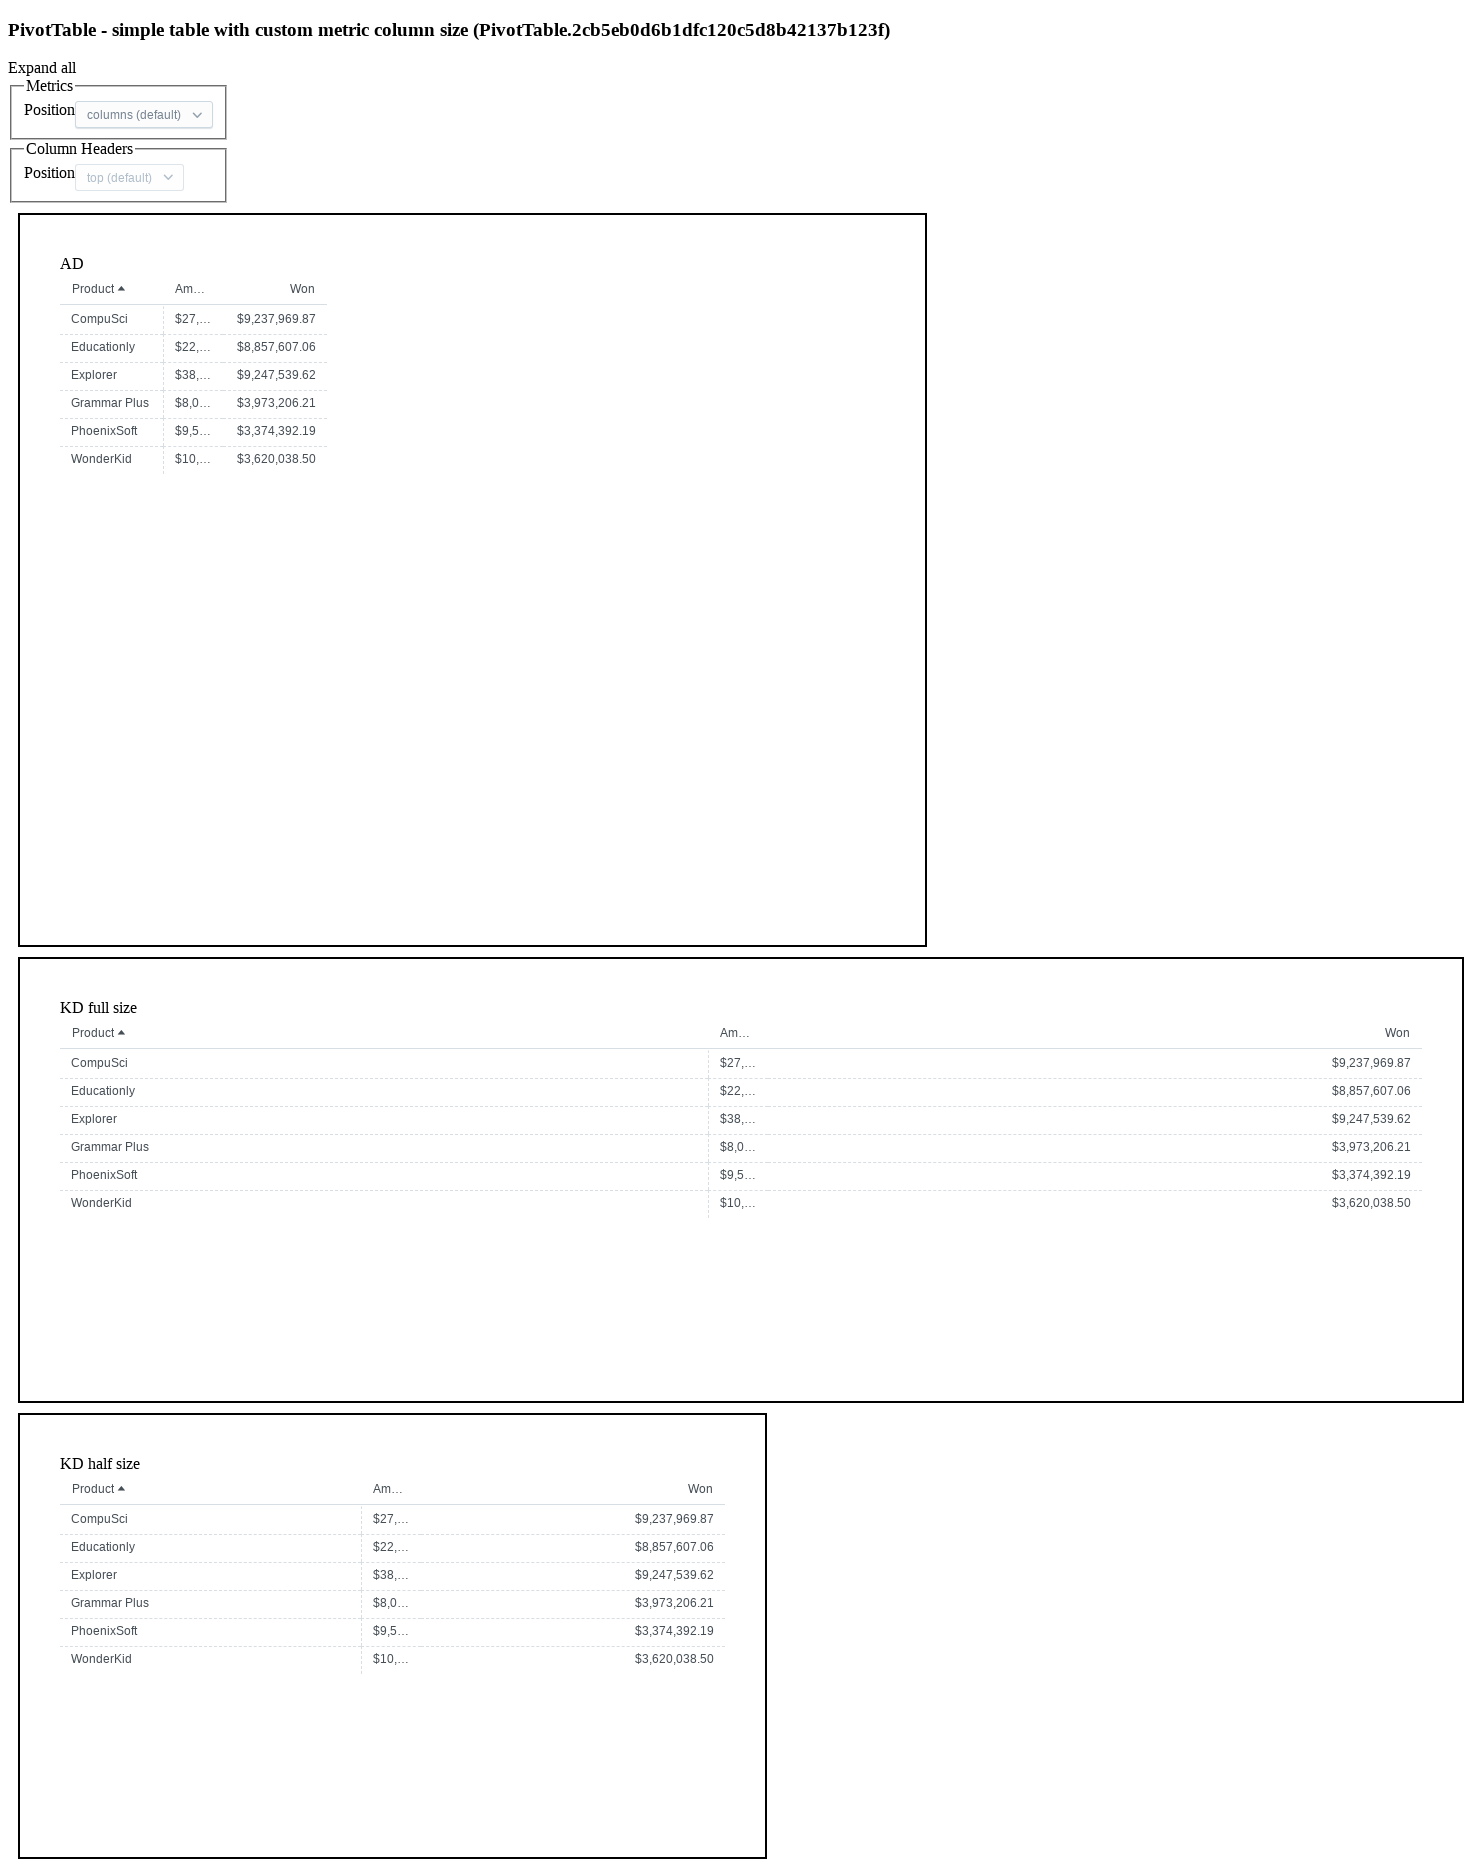 PivotTable - simple table with custom metric column size (PivotTable.2cb5eb0d6b1dfc120c5d8b42137b123f)
Expand all
Metrics
Position columns (default)
Column Headers
Position top (default)
AD
Product Am… Won
CompuSci $27,… $9,237,969.87
Educationly $22,… $8,857,607.06
Explorer $38,… $9,247,539.62
Grammar Plus $8,0… $3,973,206.21
PhoenixSoft $9,5… $3,374,392.19
WonderKid $10,… $3,620,038.50
KD full size
Product Am… Won
CompuSci $27,… $9,237,969.87
Educationly $22,… $8,857,607.06
Explorer $38,… $9,247,539.62
Grammar Plus $8,0… $3,973,206.21
PhoenixSoft $9,5… $3,374,392.19
WonderKid $10,… $3,620,038.50
KD half size
Product Am… Won
CompuSci $27,… $9,237,969.87
Educationly $22,… $8,857,607.06
Explorer $38,… $9,247,539.62
Grammar Plus $8,0… $3,973,206.21
PhoenixSoft $9,5… $3,374,392.19
WonderKid $10,… $3,620,038.50